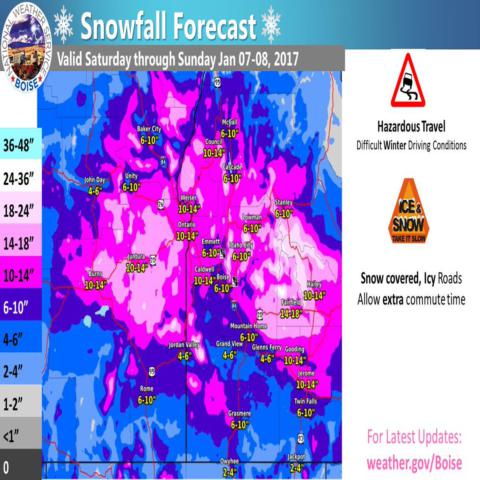 NATIONAL WEATHER SERVICE
BOISE
Snowfall Forecast
Valid Saturday through Sunday Jan 07-08, 2017
36-48"
24-36"
18-24"
14-18"
10-14"
6-10"
4-6"
2-4"
1-2"
<1"
0
McCall
6-10"
Baker City
6-10"
Council
10-14"
Cascade
6-10"
John Day
4-6"
Unity
6-10"
Weiser
10-14"
Stanley
6-10"
Lowman
6-10"
Ontario
10-14"
Emmett
6-10"
Idaho City
6-10"
Juntura
10-14"
Burns
10-14"
Caldwell
10-14"
Boise
6-10"
Hailey
10-14"
Fairfield
14-18"
Mountain Home
6-10"
Jordan Valley
4-6"
Grand View
4-6"
Glenns Ferry
4-6"
Gooding
10-14"
Jerome
10-14"
Rome
6-10"
Twin Falls
6-10"
Grasmere
6-10"
Owyhee
2-4"
Jackpot
2-4"
Hazardous Travel
Difficult Winter Driving Conditions
ICE &
SNOW
TAKE IT SLOW
Snow covered, Icy Roads
Allow extra commute time
For Latest Updates:
weather.gov/Boise